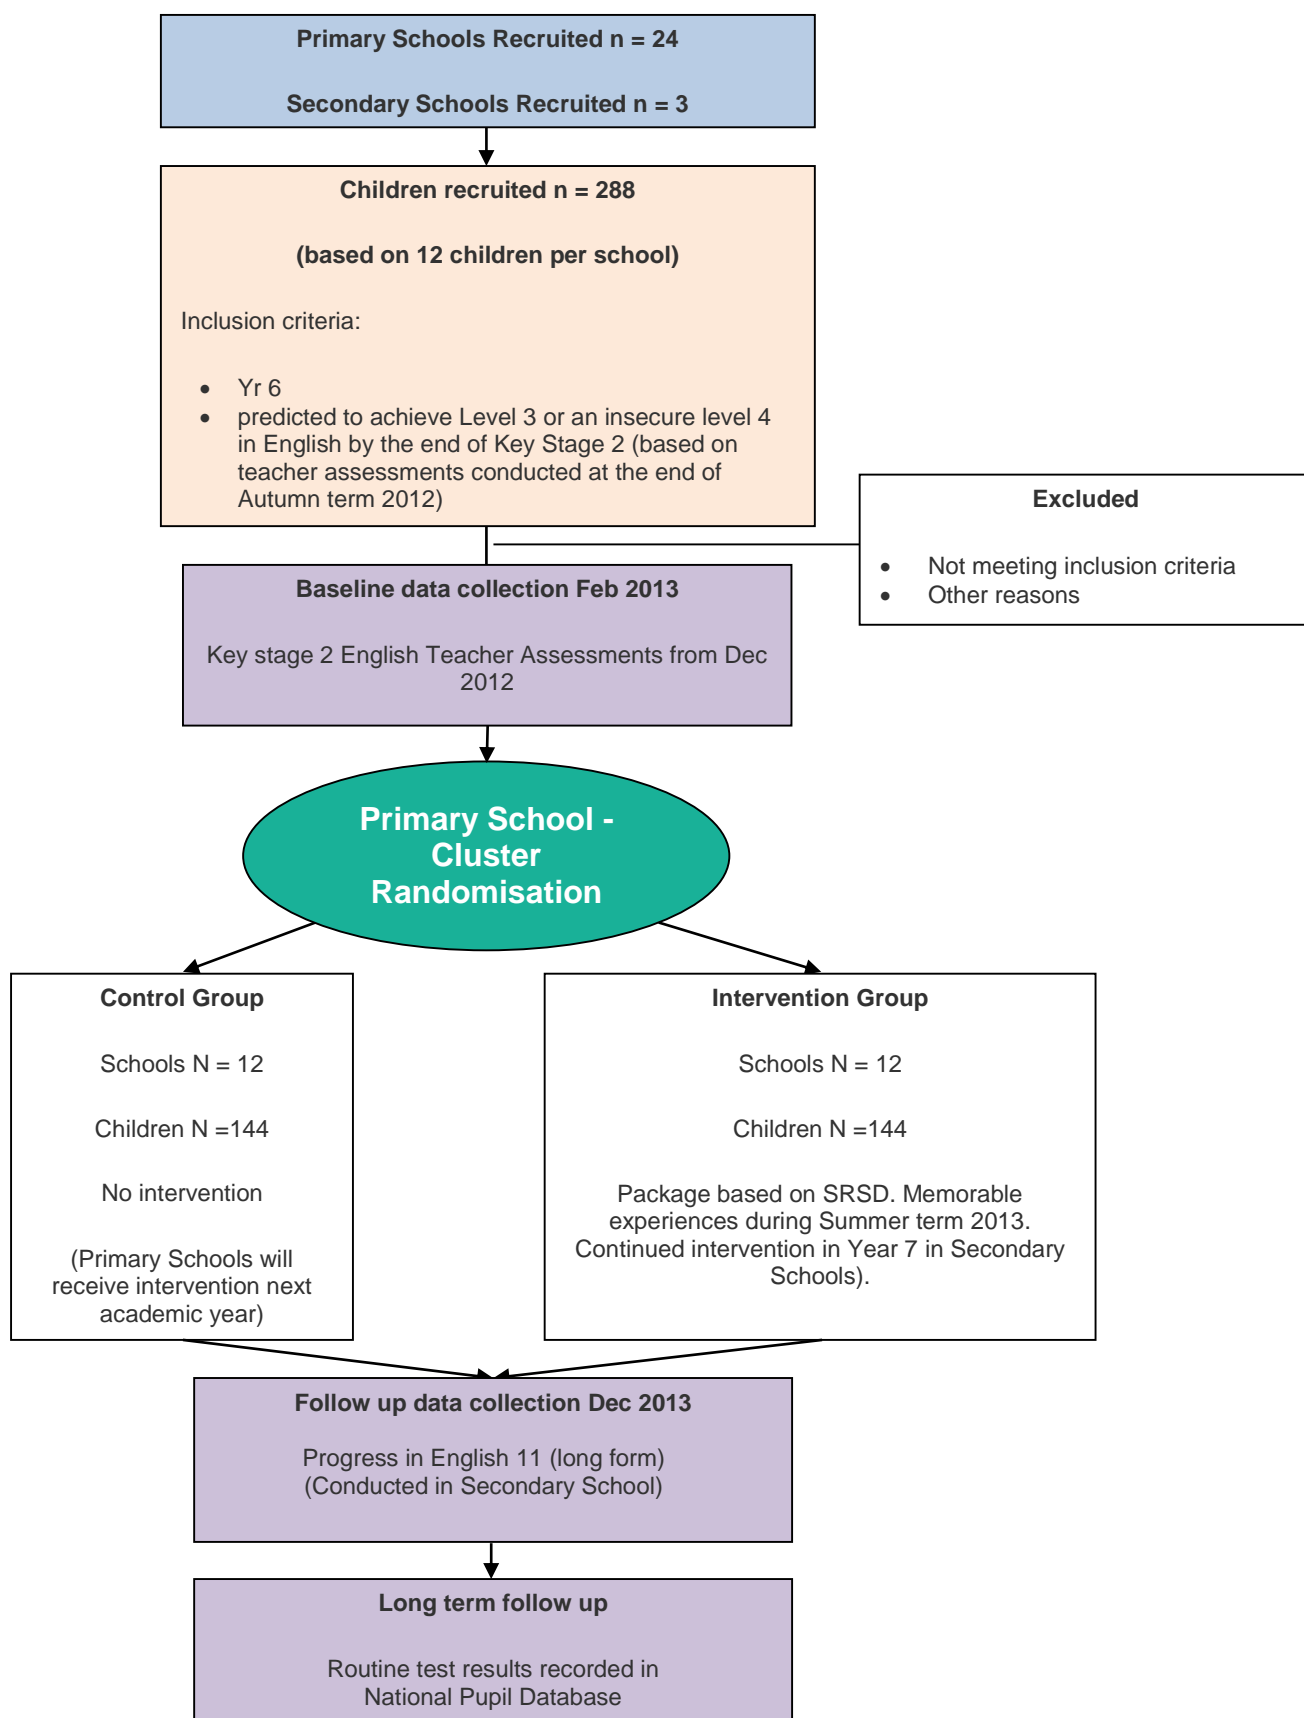 Primary Schools Recruited n = 24
Secondary Schools Recruited n = 3
Children recruited n = 288
(based on 12 children per school)
Inclusion criteria:
• Yr 6
• predicted to achieve Level 3 or an insecure level 4
in English by the end of Key Stage 2 (based on
teacher assessments conducted at the end of
Autumn term 2012)
Excluded
• Not meeting inclusion criteria
• Other reasons
Baseline data collection Feb 2013
Key stage 2 English Teacher Assessments from Dec
2012
Primary School -
Cluster
Randomisation
Control Group
Schools N = 12
Children N =144
No intervention
(Primary Schools will
receive intervention next
academic year)
Intervention Group
Schools N = 12
Children N =144
Package based on SRSD. Memorable
experiences during Summer term 2013.
Continued intervention in Year 7 in Secondary
Schools).
Follow up data collection Dec 2013
Progress in English 11 (long form)
(Conducted in Secondary School)
Long term follow up
Routine test results recorded in
National Pupil Database